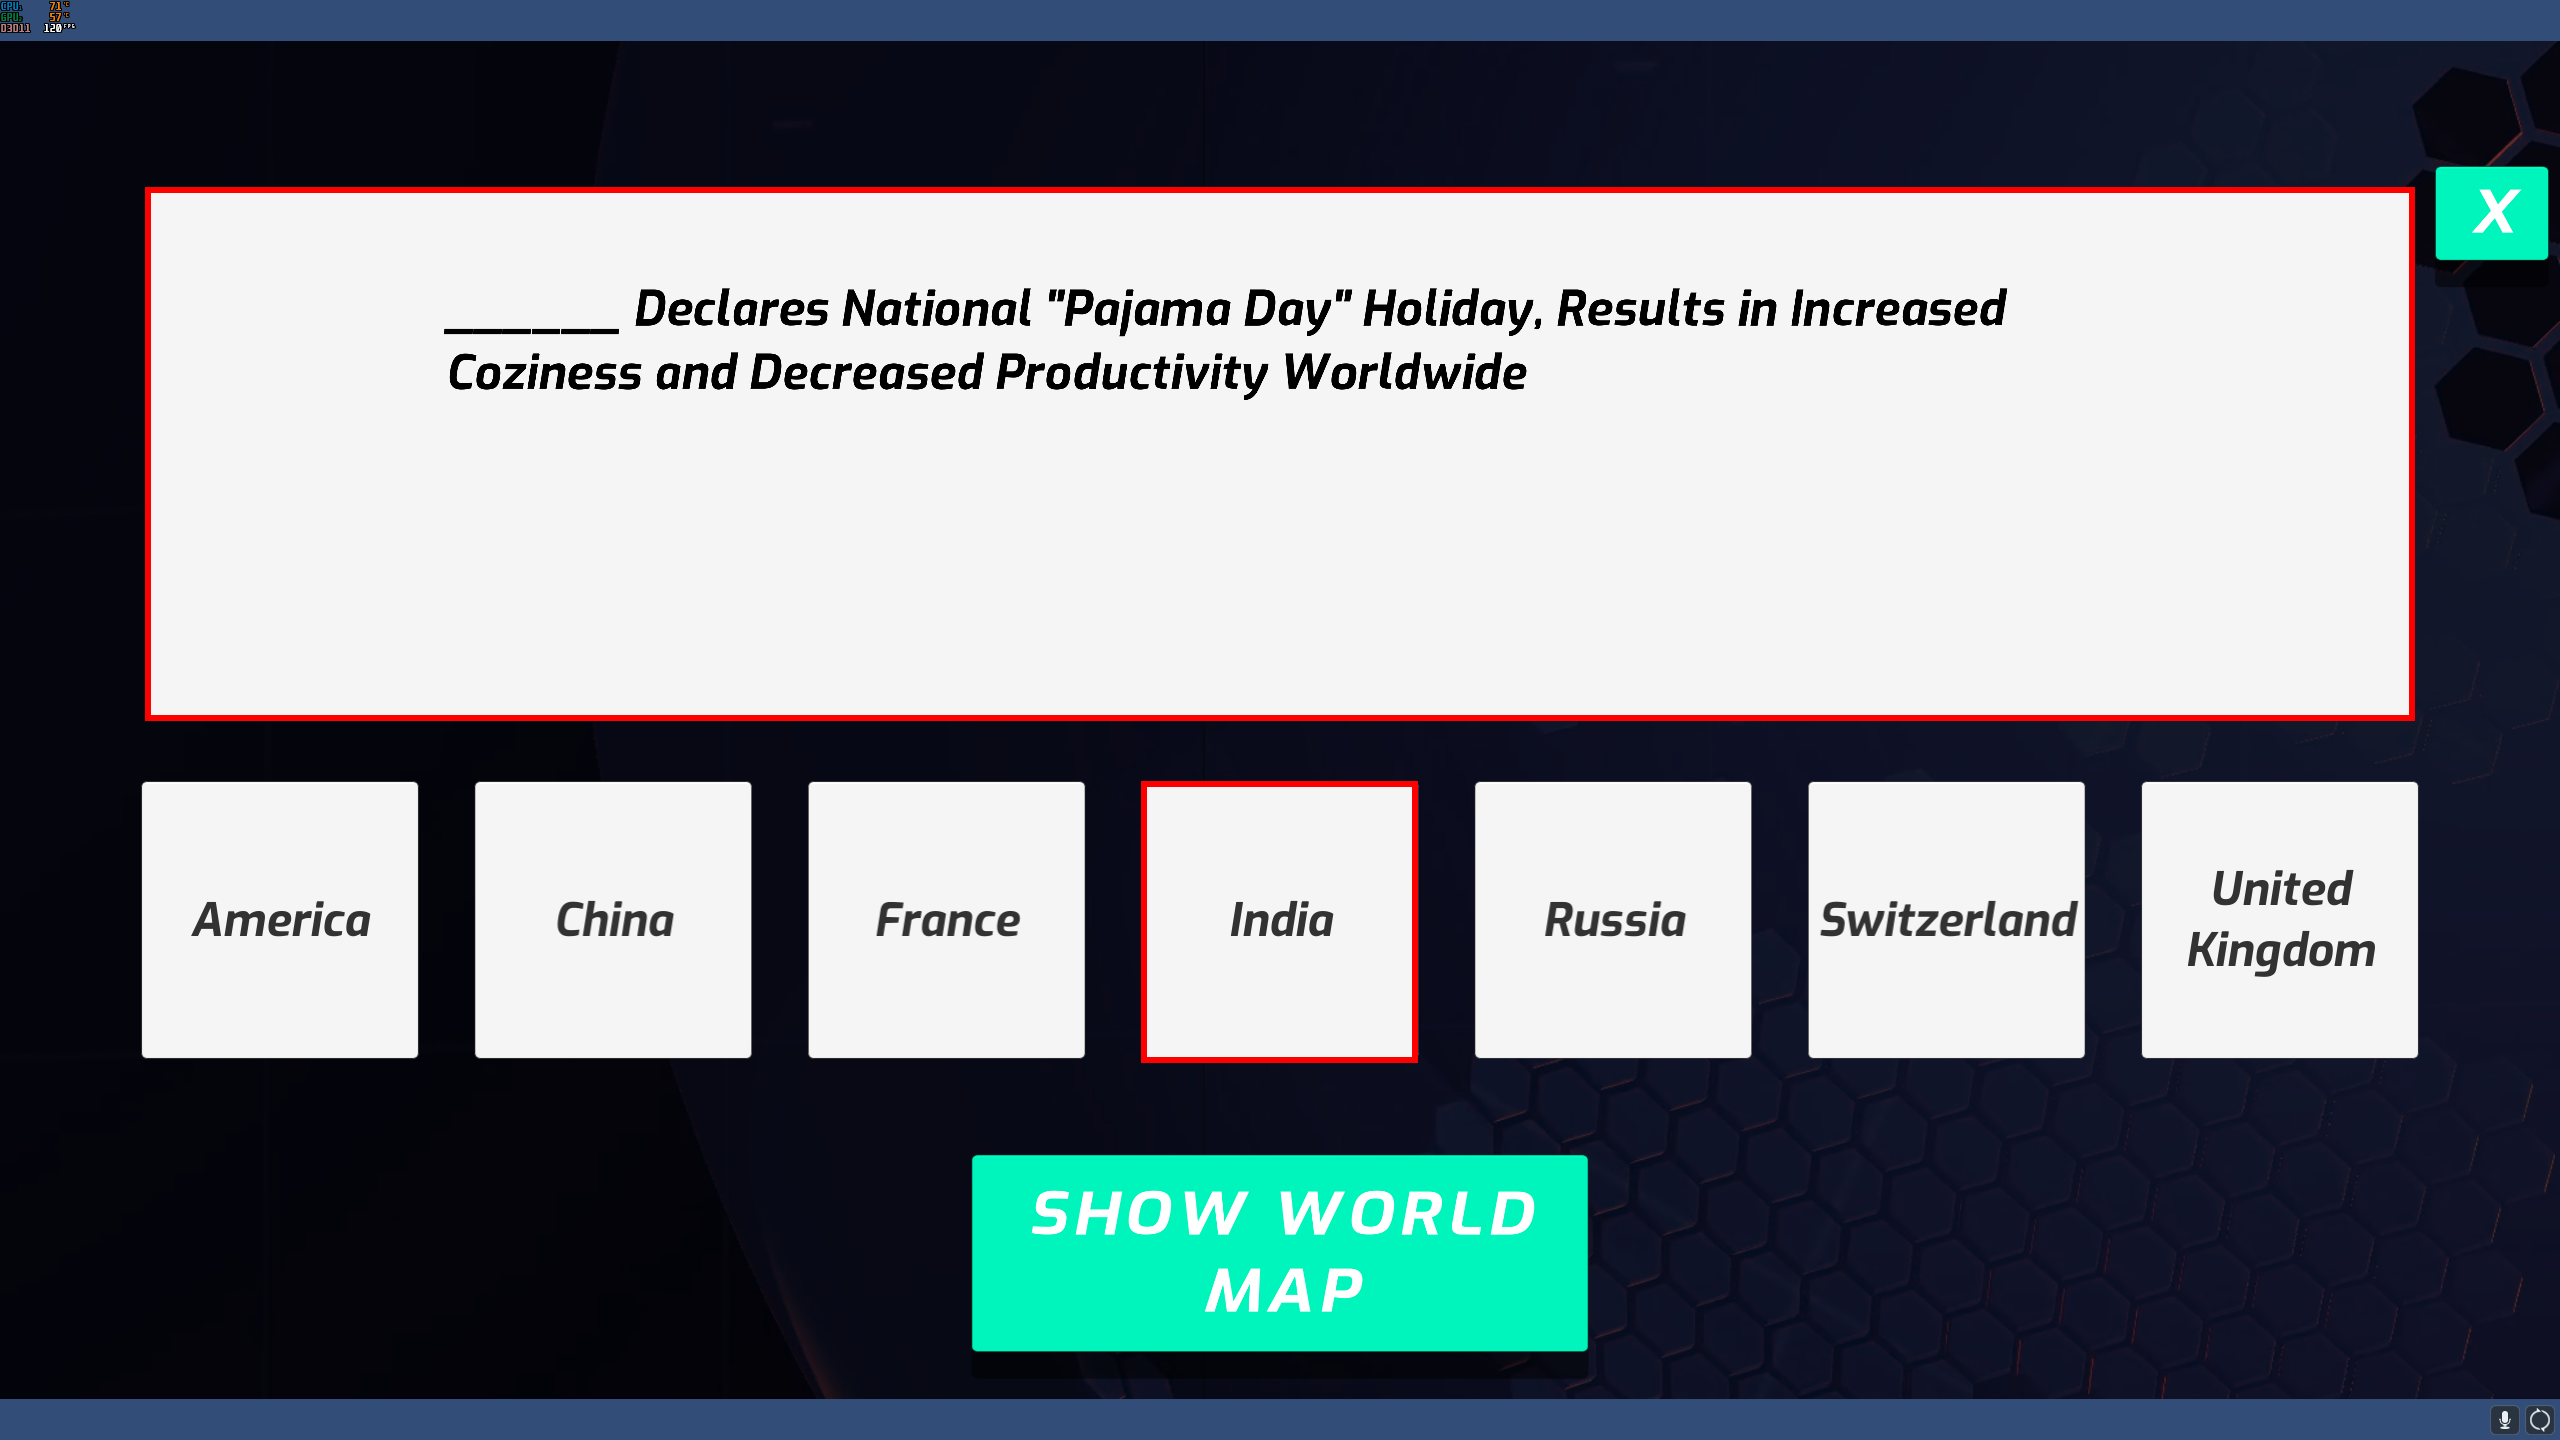 CPU: 71°C
GPU: 57°C
D3D11 120 FPS
X
______ Declares National "Pajama Day" Holiday, Results in Increased
Coziness and Decreased Productivity Worldwide
America
China
France
India
Russia
Switzerland
United
Kingdom
SHOW WORLD
MAP